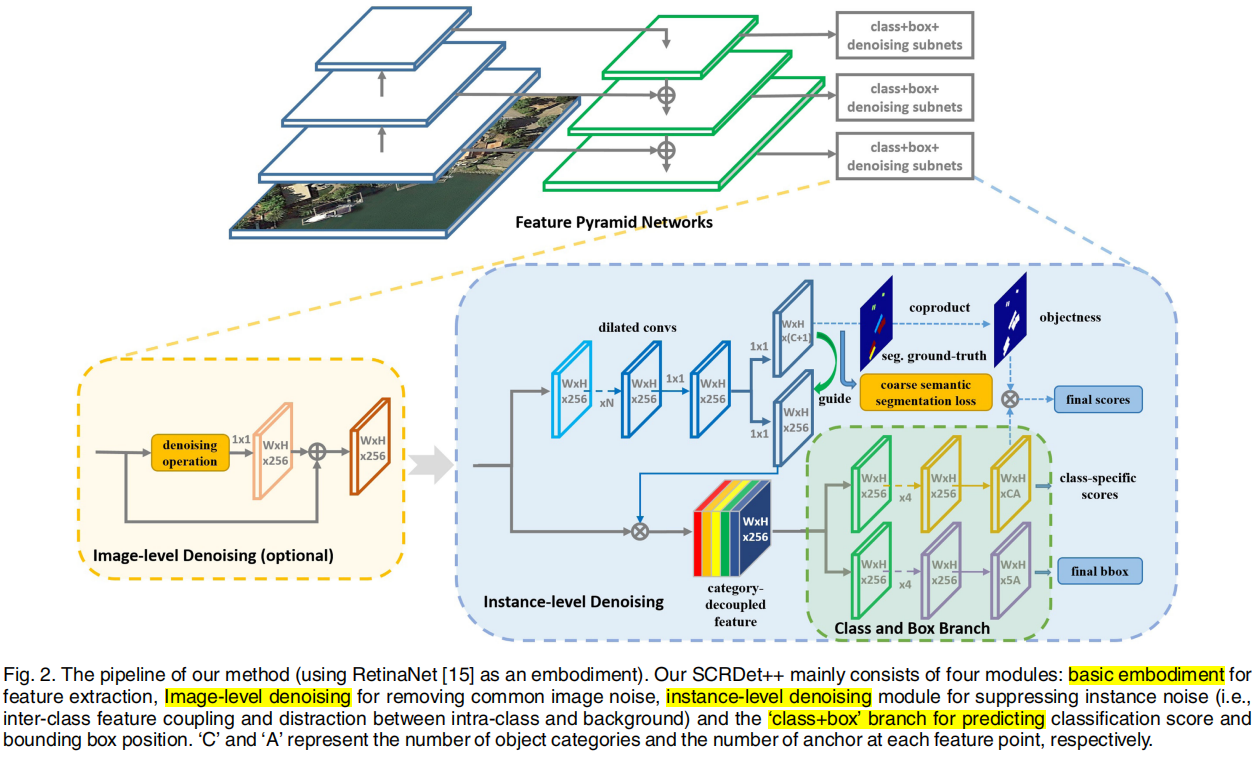 class+box+
denoising subnets
class+box+
denoising subnets
class+box+
denoising subnets
Feature Pyramid Networks
denoising
operation
1x1
WxH
x256
WxH
x256
Image-level Denoising (optional)
dilated convs
WxH
x256
xN
WxH
x256
1x1
WxH
x256
1x1
WxH
x(C+1)
1x1
WxH
x256
guide
coproduct
seg. ground-truth
objectness
coarse semantic
segmentation loss
final scores
WxH
x256
category-
decoupled
feature
Instance-level Denoising
WxH
x256
x4
WxH
x256
WxH
xCA
class-specific
scores
WxH
x256
x4
WxH
x256
WxH
x5A
final bbox
Class and Box Branch
Fig. 2. The pipeline of our method (using RetinaNet [15] as an embodiment). Our SCRDet++ mainly consists of four modules: basic embodiment for
feature extraction, Image-level denoising for removing common image noise, instance-level denoising module for suppressing instance noise (i.e.,
inter-class feature coupling and distraction between intra-class and background) and the ‘class+box’ branch for predicting classification score and
bounding box position. ‘C’ and ‘A’ represent the number of object categories and the number of anchor at each feature point, respectively.